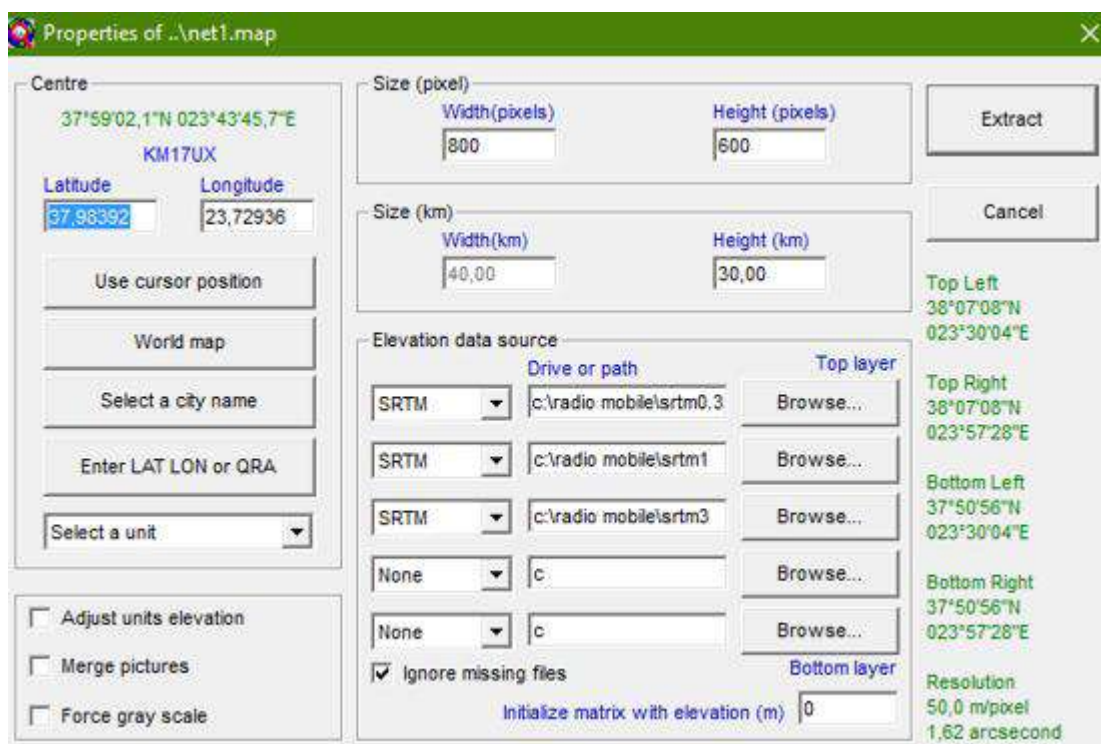 Properties of ..\net1.map
Centre
37°59'02,1"N 023°43'45,7"E
KM17UX
Latitude Longitude
37,98392 23,72936
Use cursor position
World map
Select a city name
Enter LAT LON or QRA
Select a unit
Adjust units elevation
Merge pictures
Force gray scale
Size (pixel)
Width(pixels) Height (pixels)
800 600
Size (km)
Width(km) Height (km)
40,00 30,00
Elevation data source
Drive or path Top layer
SRTM c:\radio mobile\srtm0,3 Browse...
SRTM c:\radio mobile\srtm1 Browse...
SRTM c:\radio mobile\srtm3 Browse...
None c Browse...
None c Browse...
Ignore missing files Bottom layer
Initialize matrix with elevation (m) 0
Extract
Cancel
Top Left
38°07'08"N
023°30'04"E
Top Right
38°07'08"N
023°57'28"E
Bottom Left
37°50'56"N
023°30'04"E
Bottom Right
37°50'56"N
023°57'28"E
Resolution
50,0 m/pixel
1,62 arcsecond